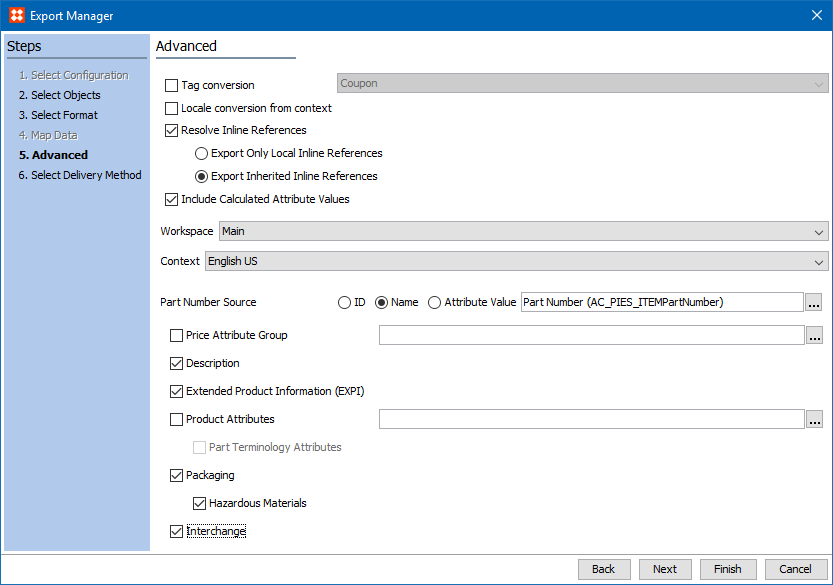 Export Manager
Steps
1. Select Configuration
2. Select Objects
3. Select Format
4. Map Data
5. Advanced
6. Select Delivery Method
Advanced
Tag conversion Coupon
Locale conversion from context
Resolve Inline References
Export Only Local Inline References
Export Inherited Inline References
Include Calculated Attribute Values
Workspace Main
Context English US
Part Number Source ID Name Attribute Value Part Number (AC_PIES_ITEMPartNumber) ...
Price Attribute Group ...
Description
Extended Product Information (EXPI)
Product Attributes ...
Part Terminology Attributes
Packaging
Hazardous Materials
Interchange
Back Next Finish Cancel